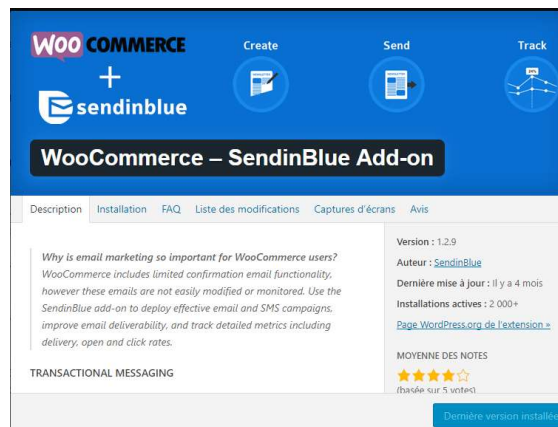 WOO COMMERCE
+
sendinblue
Create
Send
Track
WooCommerce – SendinBlue Add-on
Description Installation FAQ Liste des modifications Captures d'écrans Avis
Why is email marketing so important for WooCommerce users?
WooCommerce includes limited confirmation email functionality,
however these emails are not easily modified or monitored. Use the
SendinBlue add-on to deploy effective email and SMS campaigns,
improve email deliverability, and track detailed metrics including
delivery, open and click rates.
TRANSACTIONAL MESSAGING
Version : 1.2.9
Auteur : SendinBlue
Dernière mise à jour : Il y a 4 mois
Installations actives : 2 000+
Page WordPress.org de l'extension »
MOYENNE DES NOTES
(basée sur 5 votes)
Dernière version installée